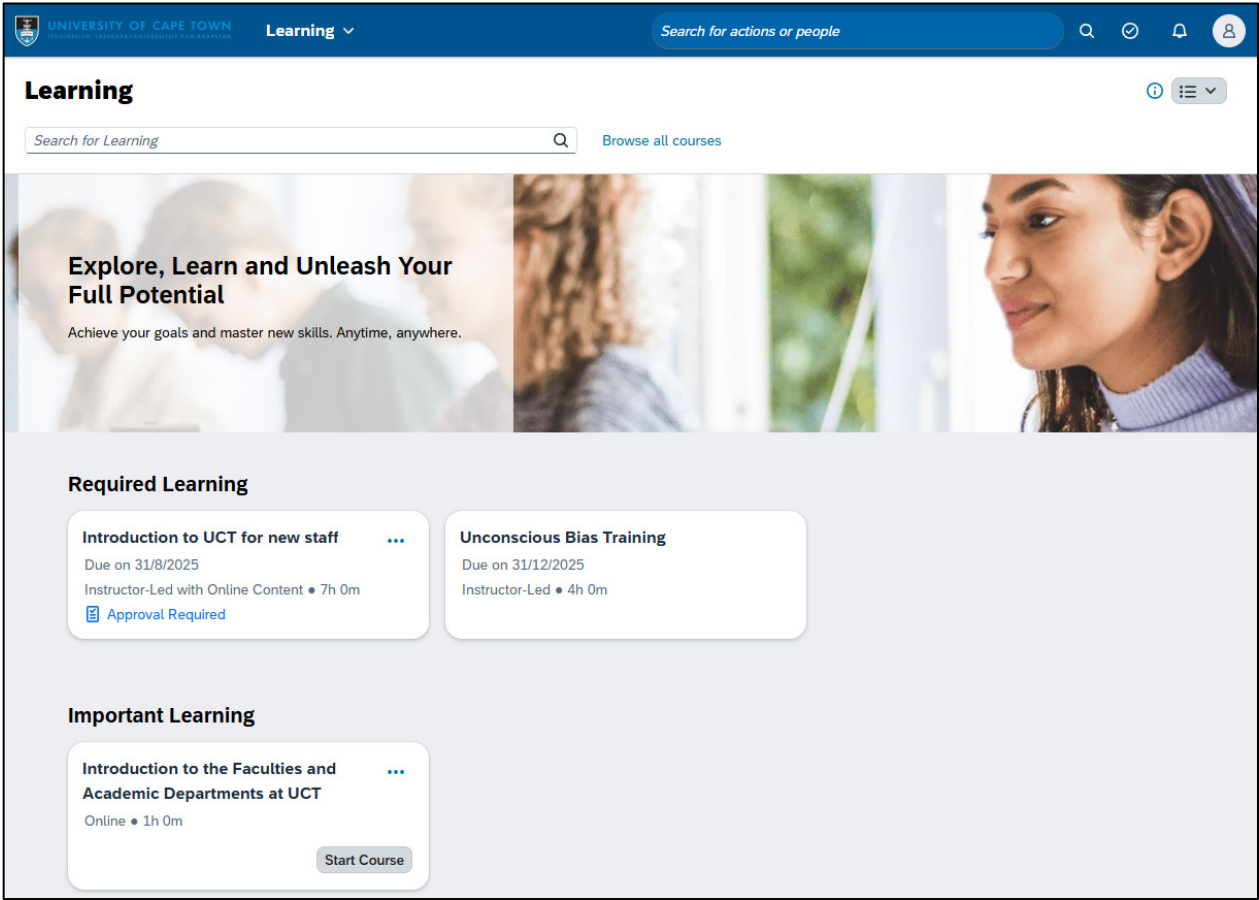 UNIVERSITY OF CAPE TOWN
Learning
Search for actions or people
Learning
Search for Learning
Browse all courses
Explore, Learn and Unleash Your
Full Potential
Achieve your goals and master new skills. Anytime, anywhere.
Required Learning
Introduction to UCT for new staff
Due on 31/8/2025
Instructor-Led with Online Content • 7h 0m
Approval Required
Unconscious Bias Training
Due on 31/12/2025
Instructor-Led • 4h 0m
Important Learning
Introduction to the Faculties and
Academic Departments at UCT
Online • 1h 0m
Start Course